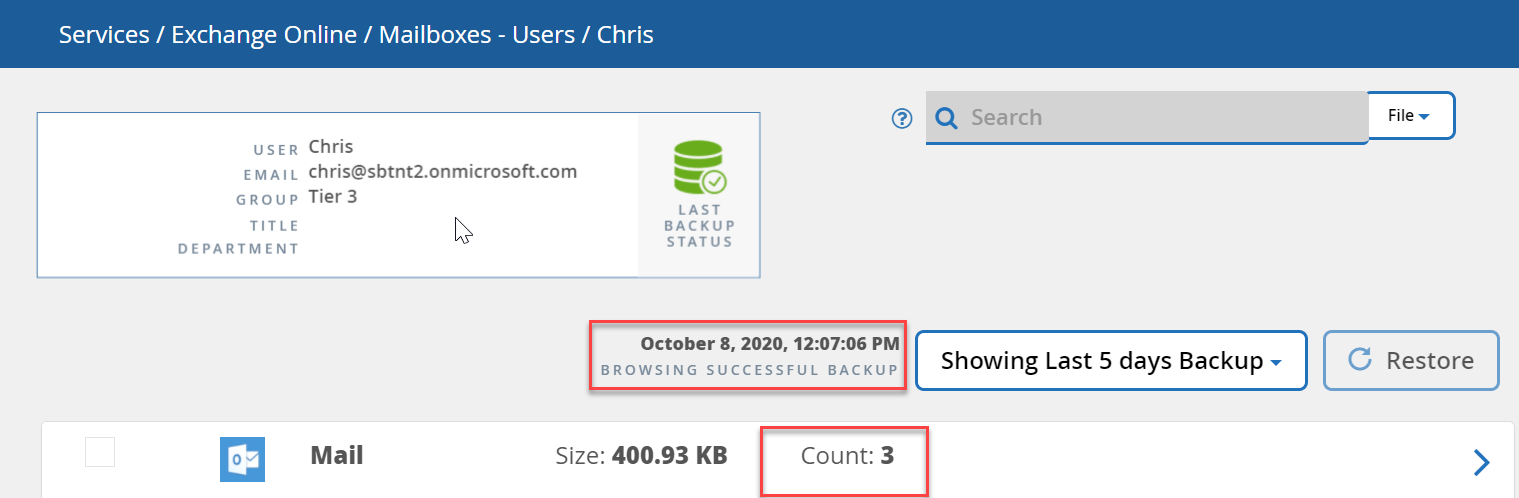 Services / Exchange Online / Mailboxes - Users / Chris
Search
File
USER Chris
EMAIL chris@sbtnt2.onmicrosoft.com
GROUP Tier 3
TITLE
DEPARTMENT
LAST
BACKUP
STATUS
October 8, 2020, 12:07:06 PM
BROWSING SUCCESSFUL BACKUP
Showing Last 5 days Backup
Restore
Mail Size: 400.93 KB Count: 3